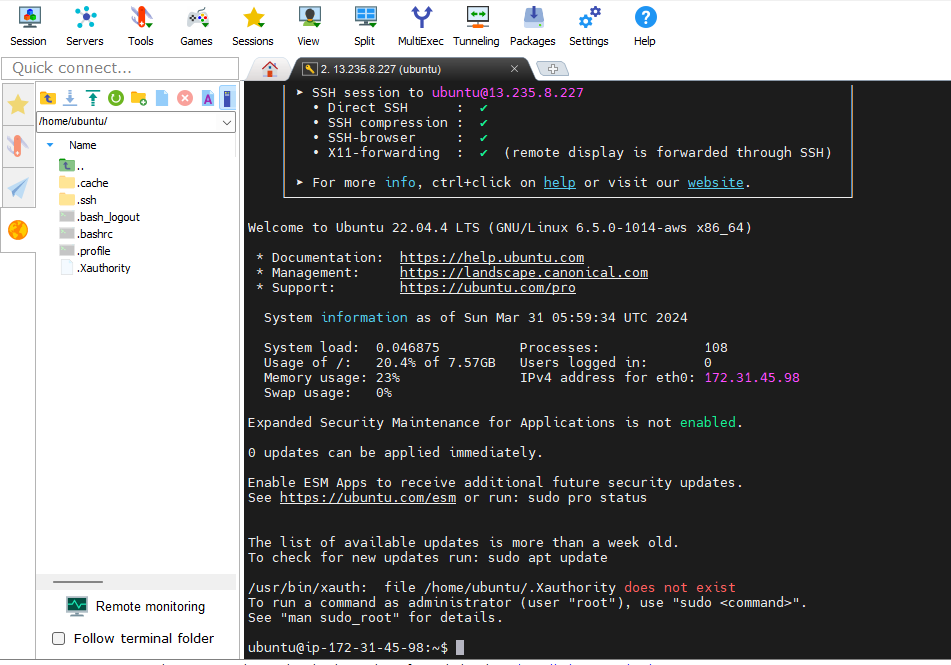 Session Servers Tools Games Sessions View Split MultiExec Tunneling Packages Settings Help
Quick connect...
2. 13.235.8.227 (ubuntu)
/home/ubuntu/
Name
..
.cache
.ssh
.bash_logout
.bashrc
.profile
.Xauthority
Remote monitoring
Follow terminal folder
➤ SSH session to ubuntu@13.235.8.227
• Direct SSH : ✔
• SSH compression : ✔
• SSH-browser : ✔
• X11-forwarding : ✔ (remote display is forwarded through SSH)
➤ For more info, ctrl+click on help or visit our website.
Welcome to Ubuntu 22.04.4 LTS (GNU/Linux 6.5.0-1014-aws x86_64)
* Documentation: https://help.ubuntu.com
* Management: https://landscape.canonical.com
* Support: https://ubuntu.com/pro
System information as of Sun Mar 31 05:59:34 UTC 2024
System load: 0.046875 Processes: 108
Usage of /: 20.4% of 7.57GB Users logged in: 0
Memory usage: 23% IPv4 address for eth0: 172.31.45.98
Swap usage: 0%
Expanded Security Maintenance for Applications is not enabled.
0 updates can be applied immediately.
Enable ESM Apps to receive additional future security updates.
See https://ubuntu.com/esm or run: sudo pro status
The list of available updates is more than a week old.
To check for new updates run: sudo apt update
/usr/bin/xauth: file /home/ubuntu/.Xauthority does not exist
To run a command as administrator (user "root"), use "sudo <command>".
See "man sudo_root" for details.
ubuntu@ip-172-31-45-98:~$